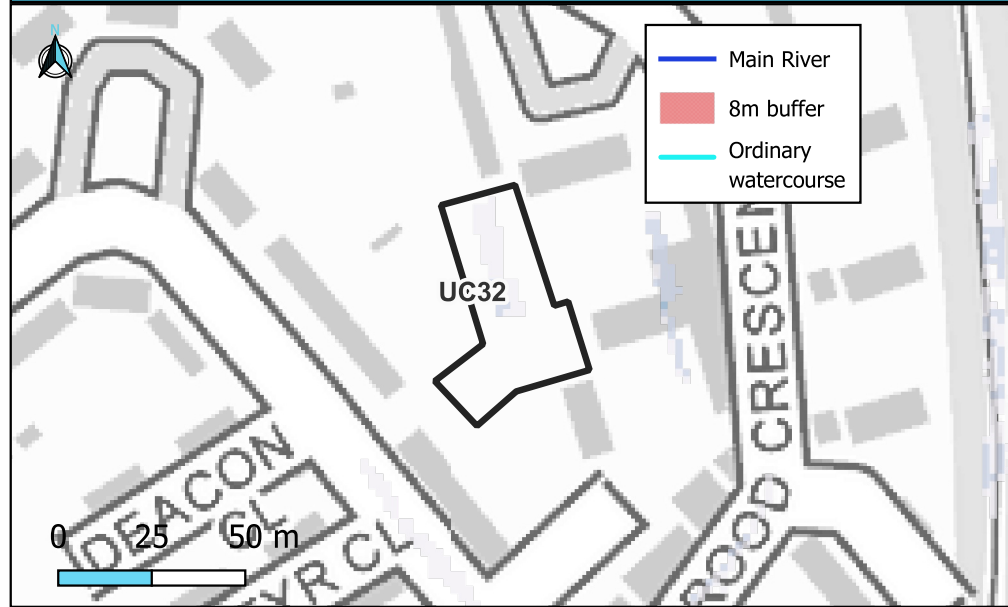 N
Main River
8m buffer
Ordinary
watercourse
UC32
CRESCEN
DEACON
CL
YR CL
ROOD
0 25 50 m